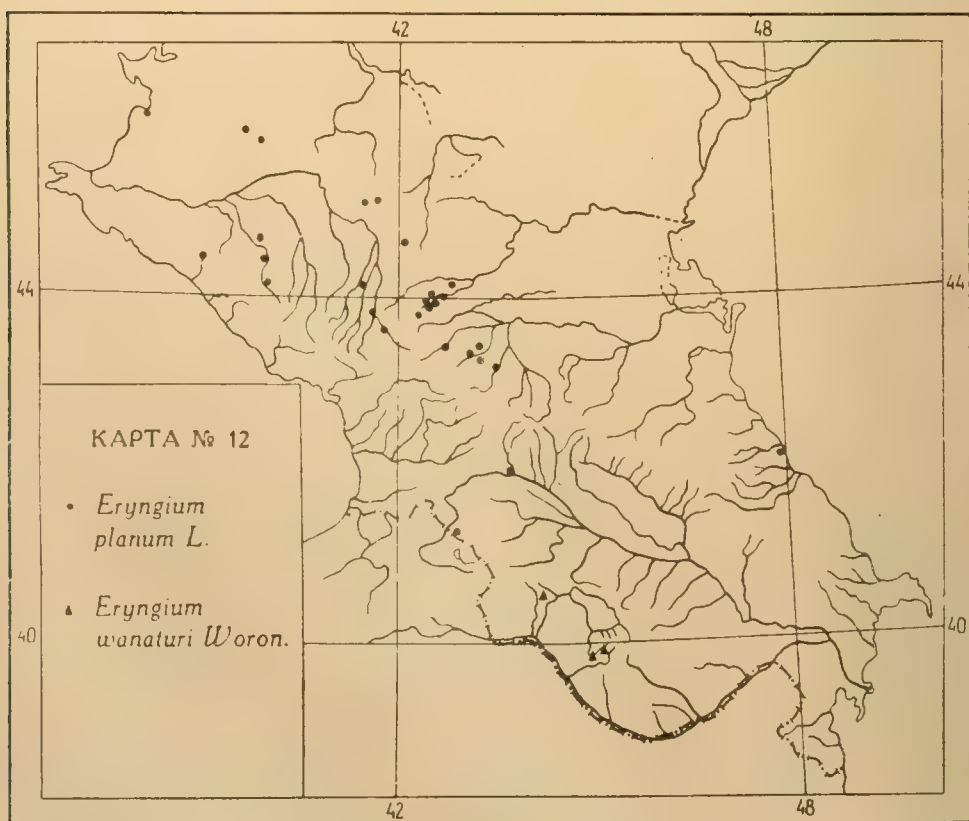 42 48
44 44
КАРТА № 12
Eryngium
planum L.
Eryngium
wanaturi Woron.
40 40
42 48